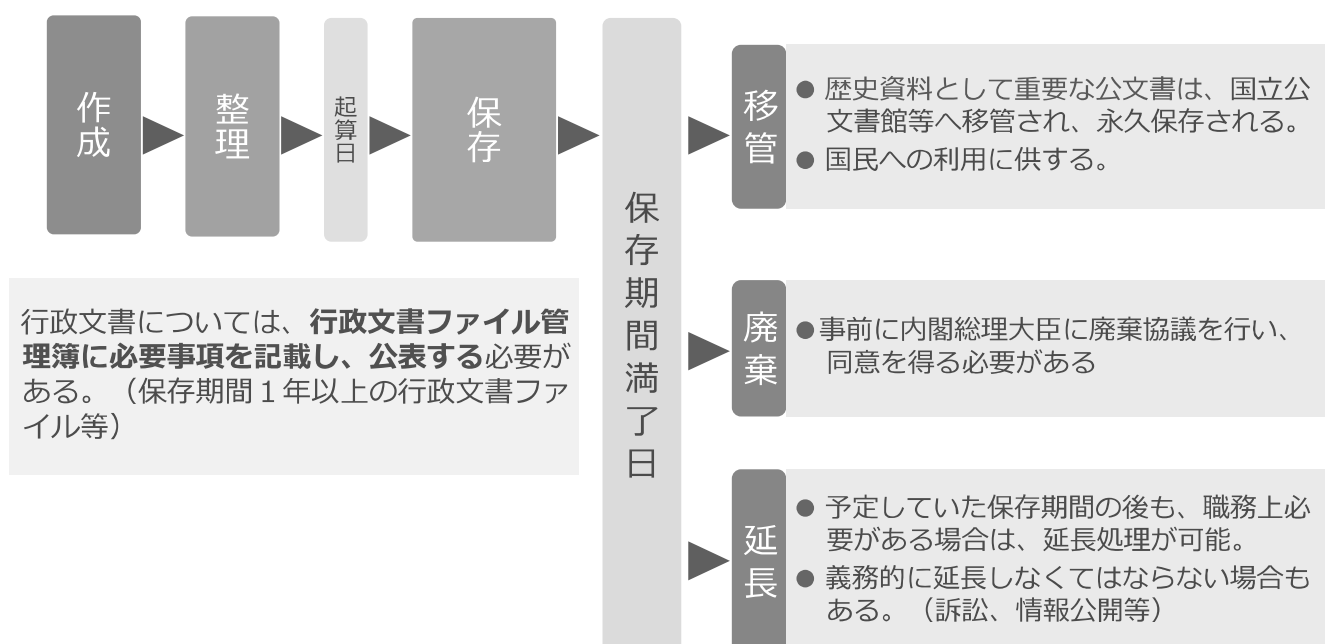 作成
整理
起算日
保存
保存期間満了日
移管
● 歴史資料として重要な公文書は、国立公
文書館等へ移管され、永久保存される。
● 国民への利用に供する。
行政文書については、行政文書ファイル管
理簿に必要事項を記載し、公表する必要が
ある。（保存期間１年以上の行政文書ファ
イル等）
廃棄
●事前に内閣総理大臣に廃棄協議を行い、
同意を得る必要がある
延長
● 予定していた保存期間の後も、職務上必
要がある場合は、延長処理が可能。
● 義務的に延長しなくてはならない場合も
ある。（訴訟、情報公開等）